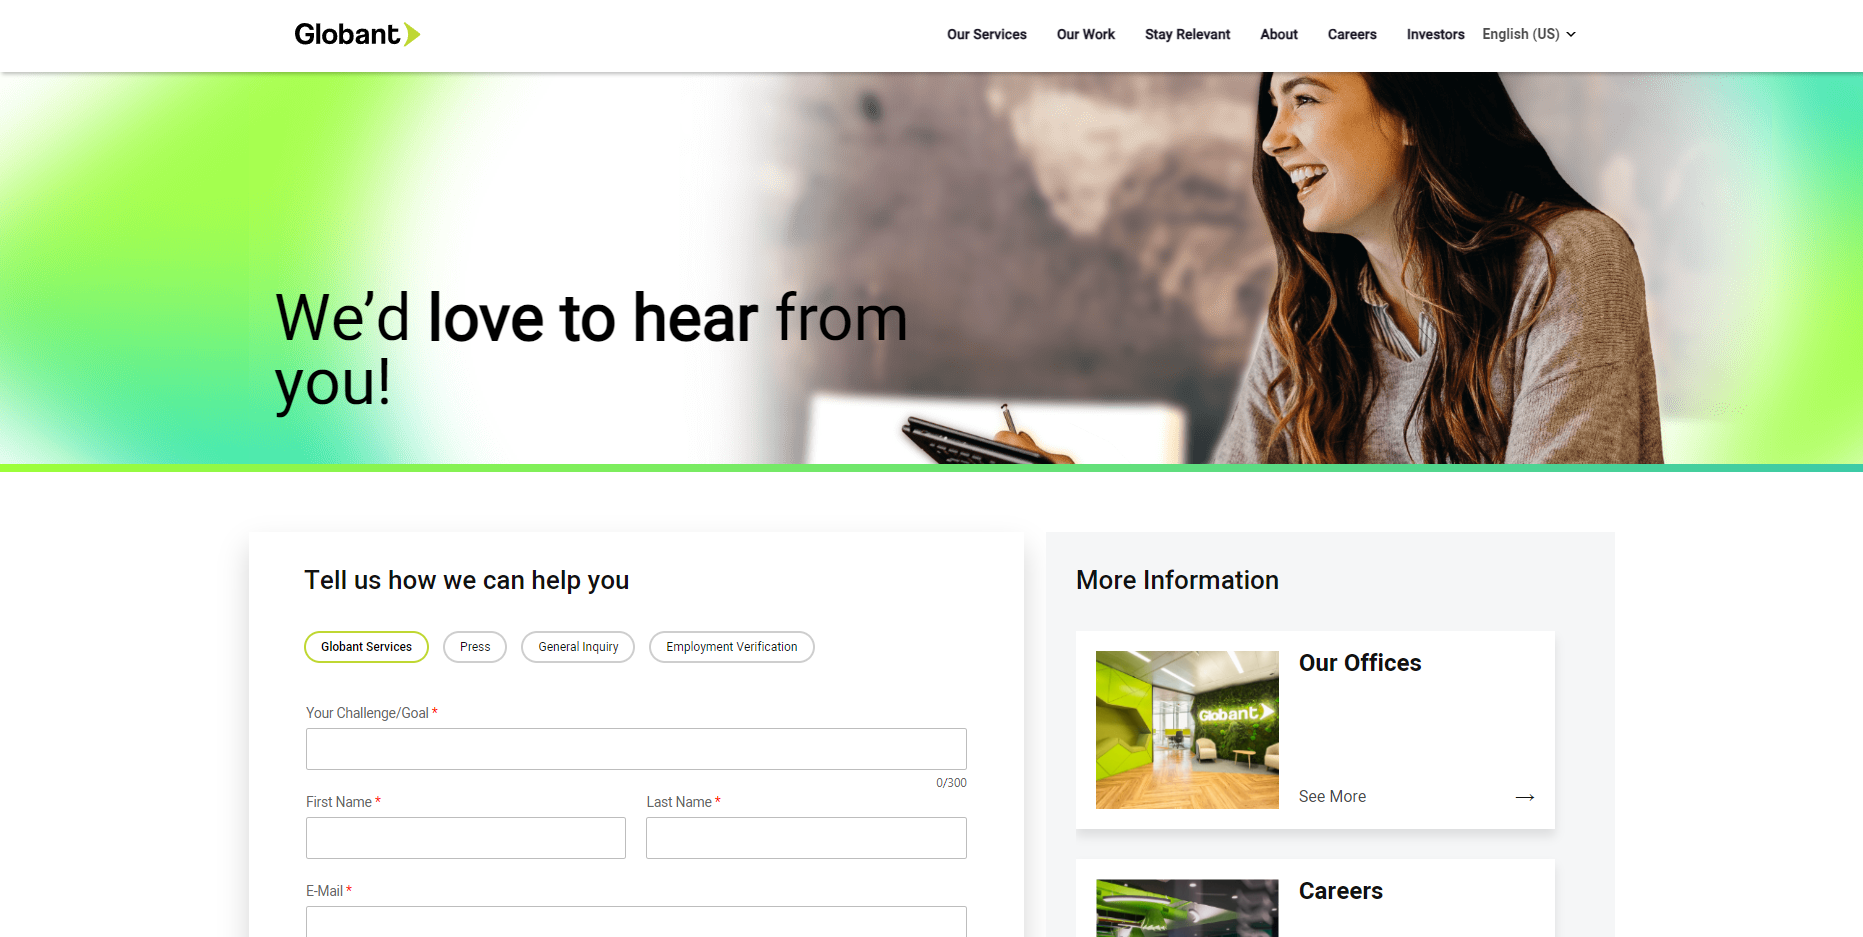 Globant
Our Services
Our Work
Stay Relevant
About
Careers
Investors
English (US)
We’d love to hear from
you!
Tell us how we can help you
Globant Services
Press
General Inquiry
Employment Verification
Your Challenge/Goal *
0/300
First Name *
Last Name *
E-Mail *
More Information
Globant
Our Offices
See More
Careers